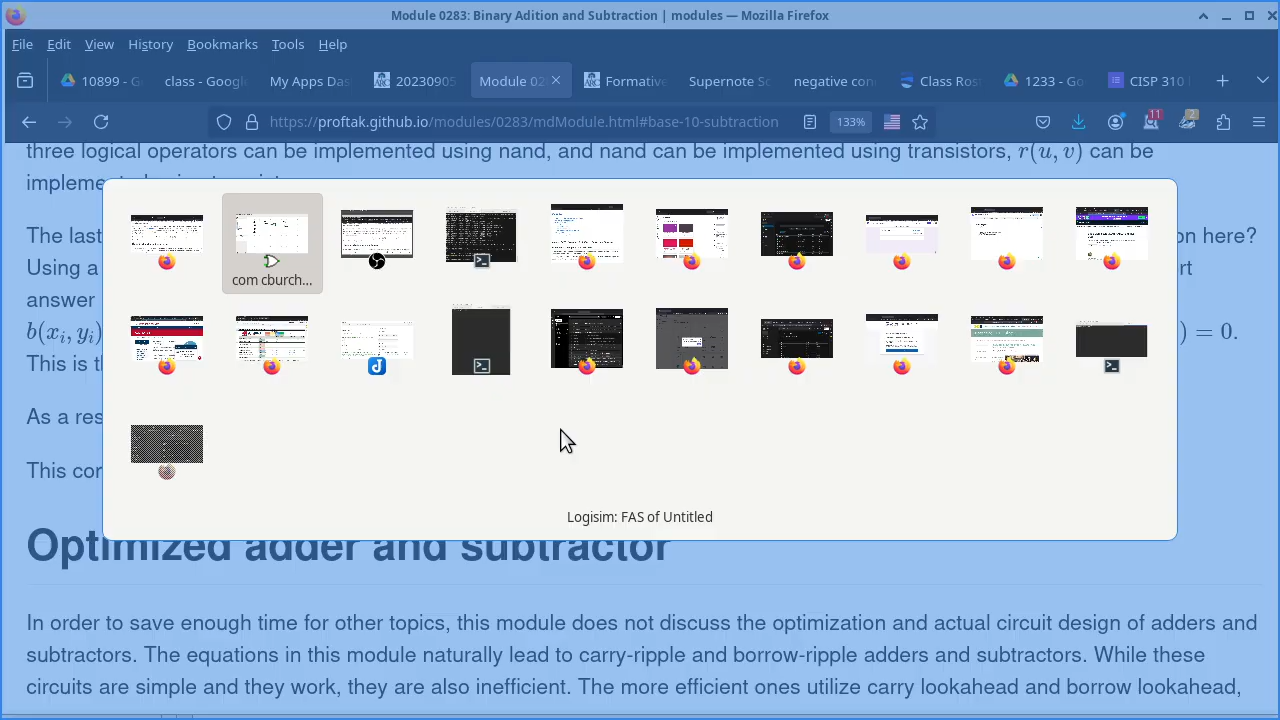 Module 0283: Binary Adition and Subtraction | modules — Mozilla Firefox
File Edit View History Bookmarks Tools Help
10899 - G class - Googl My Apps Das 20230905 Module 02 Formative Supernote Sc negative con Class Ros 1233 - Go CISP 310
https://proftak.github.io/modules/0283/mdModule.html#base-10-subtraction 133% 11 2
three logical operators can be implemented using nand, and nand can be implemented using transistors, r(u, v) can be
The last on here?
Using a rt
answer
b(x_i, y_i) ) = 0.
This is t
com cburch...
As a res
This cor
Logisim: FAS of Untitled
Optimized adder and subtractor
In order to save enough time for other topics, this module does not discuss the optimization and actual circuit design of adders and
subtractors. The equations in this module naturally lead to carry-ripple and borrow-ripple adders and subtractors. While these
circuits are simple and they work, they are also inefficient. The more efficient ones utilize carry lookahead and borrow lookahead,